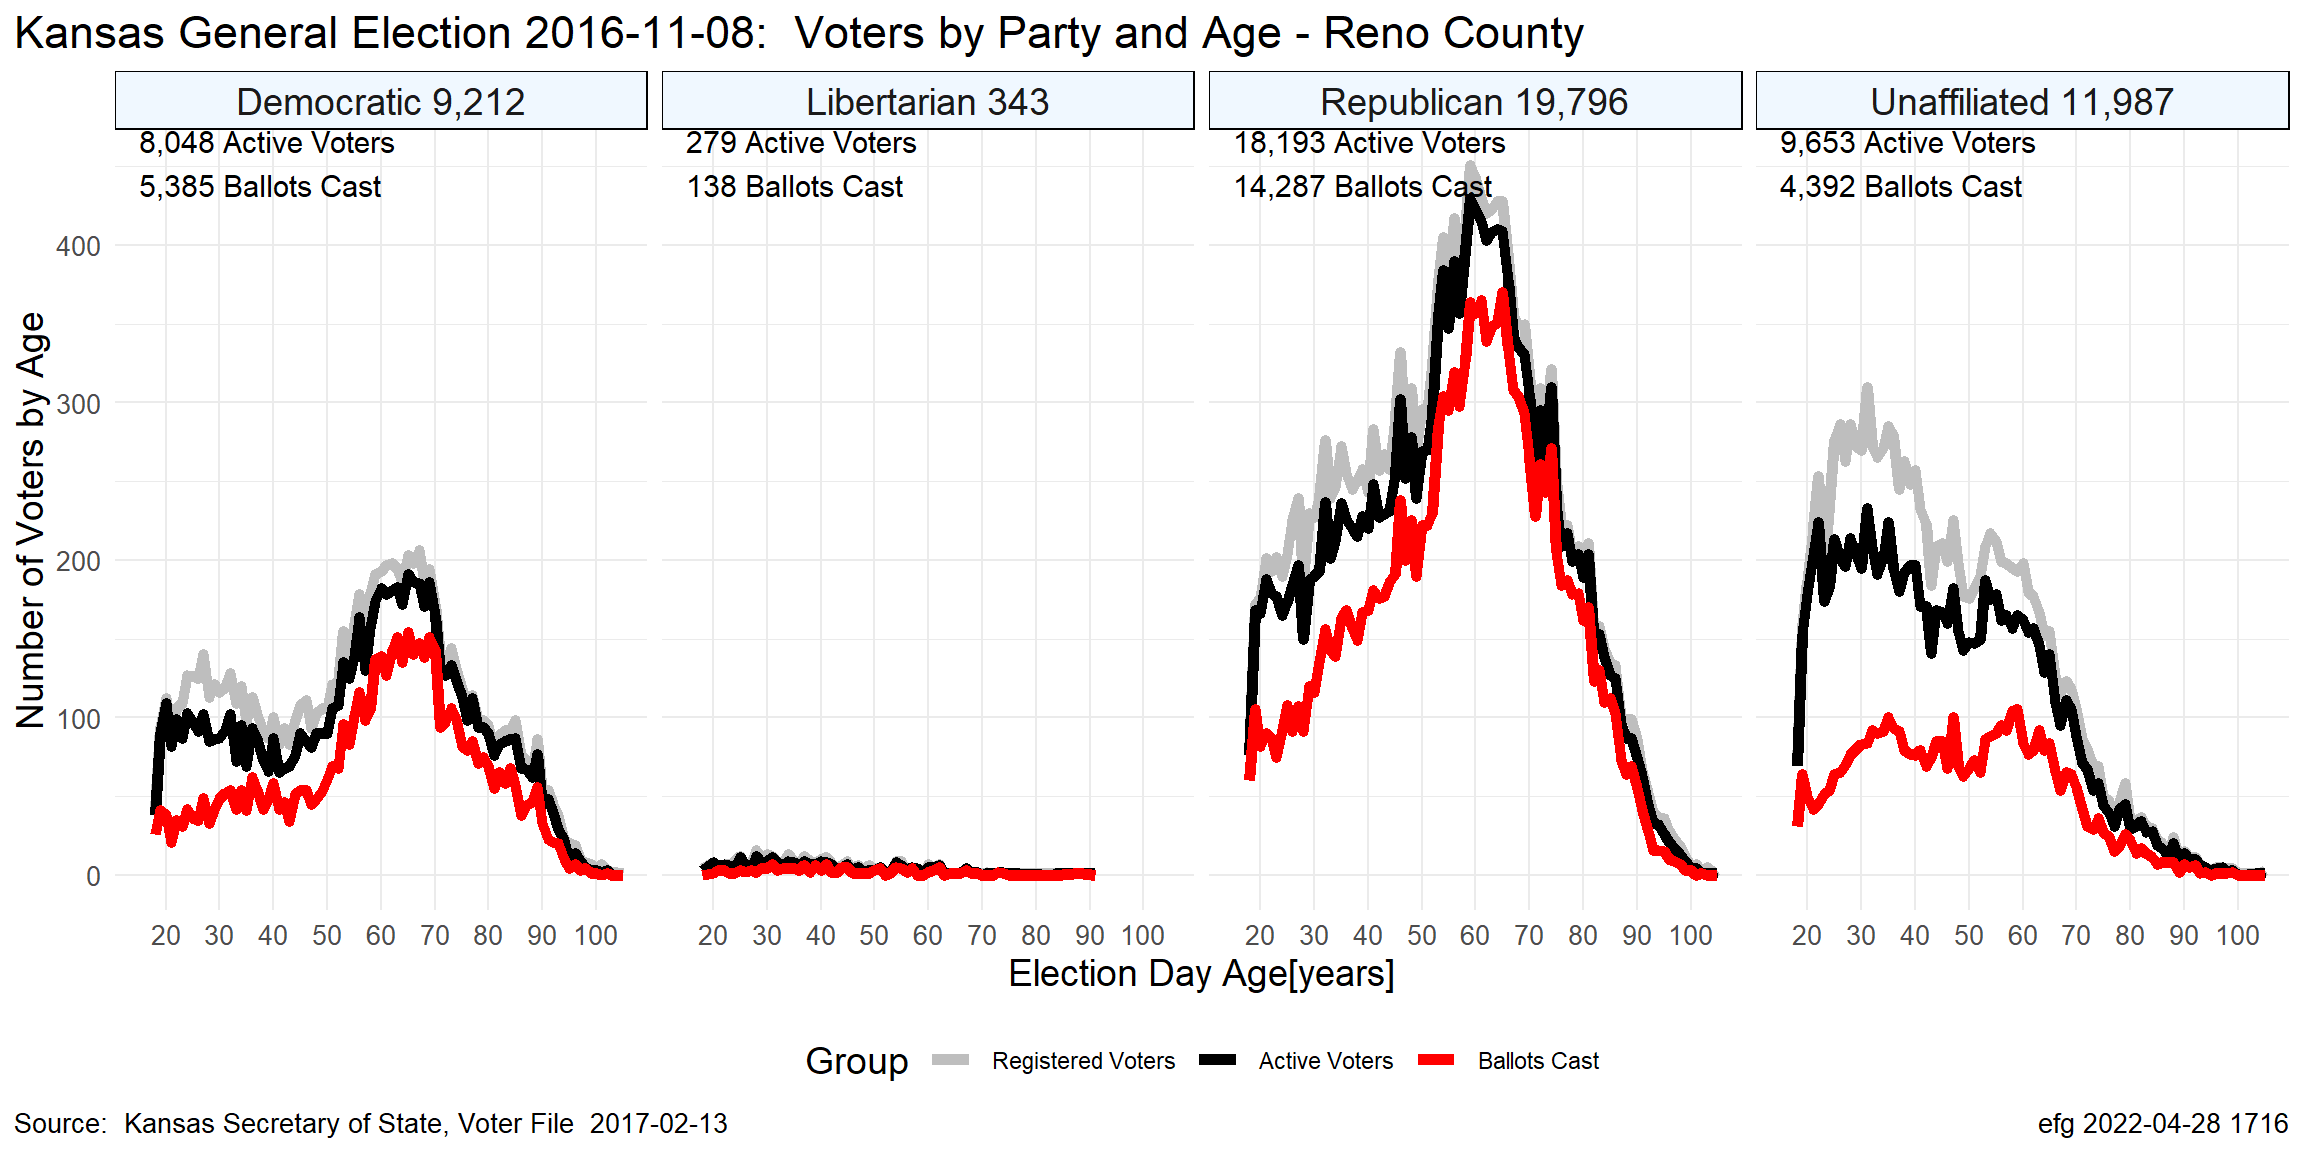 Kansas General Election 2016-11-08:  Voters by Party and Age - Reno County
Democratic 9,212
Libertarian 343
Republican 19,796
Unaffiliated 11,987
8,048 Active Voters
5,385 Ballots Cast
279 Active Voters
138 Ballots Cast
18,193 Active Voters
14,287 Ballots Cast
9,653 Active Voters
4,392 Ballots Cast
Number of Voters by Age
400
300
200
100
0
20 30 40 50 60 70 80 90 100
20 30 40 50 60 70 80 90 100
20 30 40 50 60 70 80 90 100
20 30 40 50 60 70 80 90 100
Election Day Age[years]
Group Registered Voters Active Voters Ballots Cast
Source:  Kansas Secretary of State, Voter File  2017-02-13
efg 2022-04-28 1716